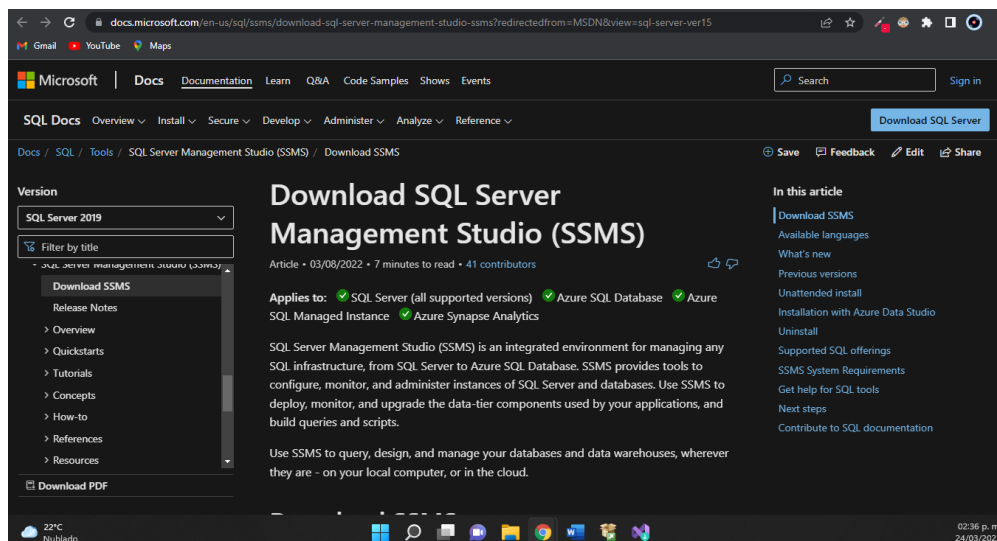 docs.microsoft.com/en-us/sql/ssms/download-sql-server-management-studio-ssms?redirectedfrom=MSDN&view=sql-server-ver15
Gmail YouTube Maps
Microsoft Docs Documentation Learn Q&A Code Samples Shows Events Search Sign in
SQL Docs Overview Install Secure Develop Administer Analyze Reference Download SQL Server
Docs / SQL / Tools / SQL Server Management Studio (SSMS) / Download SSMS Save Feedback Edit Share
Version
SQL Server 2019
Filter by title
SQL Server Management Studio (SSMS)
Download SSMS
Release Notes
Overview
Quickstarts
Tutorials
Concepts
How-to
References
Resources
Download PDF
Download SQL Server
Management Studio (SSMS)
Article • 03/08/2022 • 7 minutes to read • 41 contributors
Applies to: SQL Server (all supported versions) Azure SQL Database Azure
SQL Managed Instance Azure Synapse Analytics
SQL Server Management Studio (SSMS) is an integrated environment for managing any
SQL infrastructure, from SQL Server to Azure SQL Database. SSMS provides tools to
configure, monitor, and administer instances of SQL Server and databases. Use SSMS to
deploy, monitor, and upgrade the data-tier components used by your applications, and
build queries and scripts.
Use SSMS to query, design, and manage your databases and data warehouses, wherever
they are - on your local computer, or in the cloud.
Download SSMS
In this article
Download SSMS
Available languages
What's new
Previous versions
Unattended install
Installation with Azure Data Studio
Uninstall
Supported SQL offerings
SSMS System Requirements
Get help for SQL tools
Next steps
Contribute to SQL documentation
22°C
Nublado
02:36 p. m
24/03/202